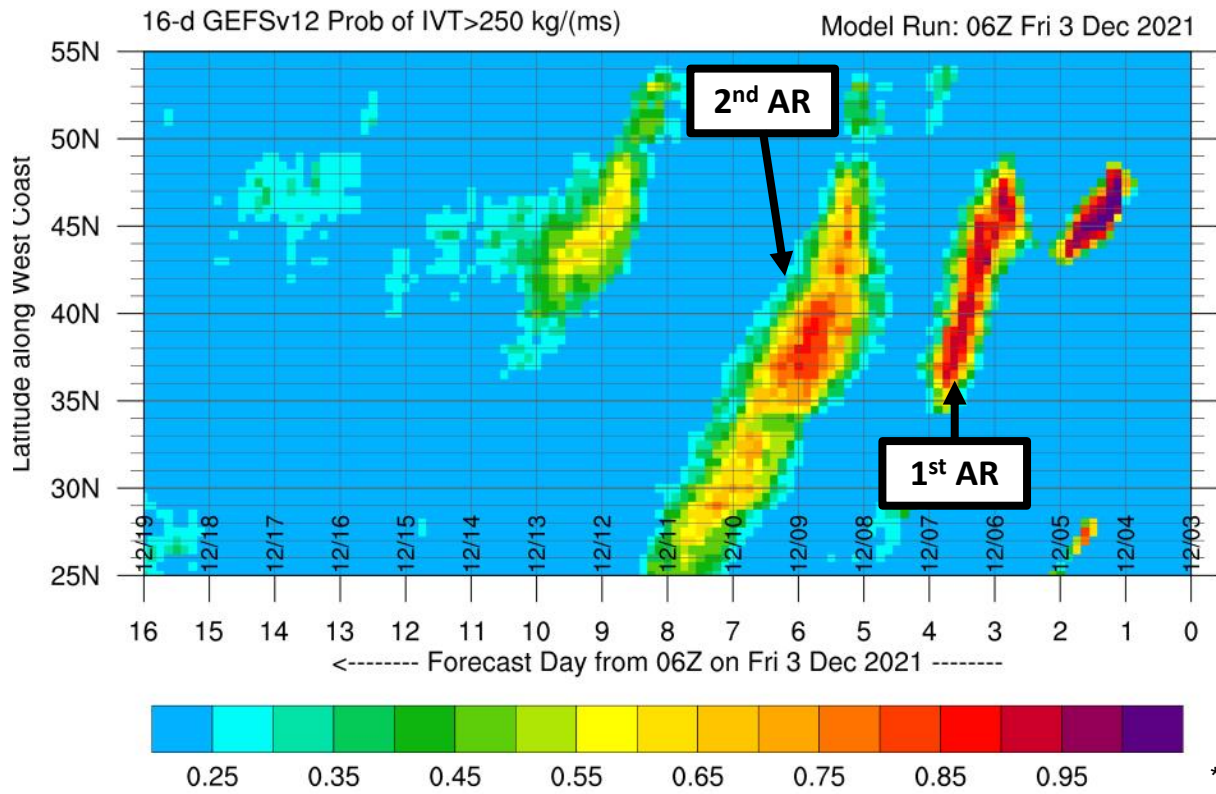 16-d GEFSv12 Prob of IVT>250 kg/(ms)
Model Run: 06Z Fri 3 Dec 2021
55N
50N
45N
40N
35N
30N
25N
Latitude along West Coast
2nd AR
1st AR
12/19 12/18 12/17 12/16 12/15 12/14 12/13 12/12 12/11 12/10 12/09 12/08 12/07 12/06 12/05 12/04 12/03
16 15 14 13 12 11 10 9 8 7 6 5 4 3 2 1 0
<-------- Forecast Day from 06Z on Fri 3 Dec 2021 --------
0.25 0.35 0.45 0.55 0.65 0.75 0.85 0.95 *